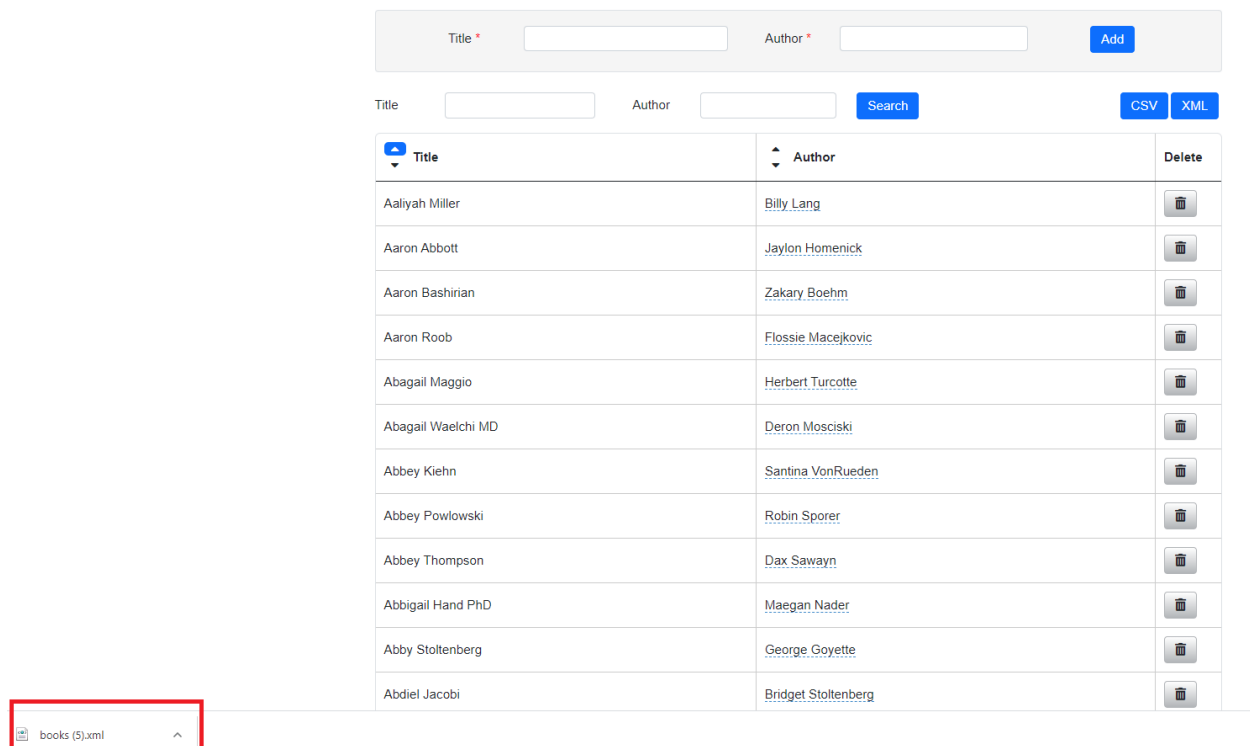 Title * Author * Add
Title Author Search CSV XML
Title Author Delete
Aaliyah Miller Billy Lang
Aaron Abbott Jaylon Homenick
Aaron Bashirian Zakary Boehm
Aaron Roob Flossie Macejkovic
Abagail Maggio Herbert Turcotte
Abagail Waelchi MD Deron Mosciski
Abbey Kiehn Santina VonRueden
Abbey Powlowski Robin Sporer
Abbey Thompson Dax Sawayn
Abbigail Hand PhD Maegan Nader
Abby Stoltenberg George Goyette
Abdiel Jacobi Bridget Stoltenberg
books (5).xml